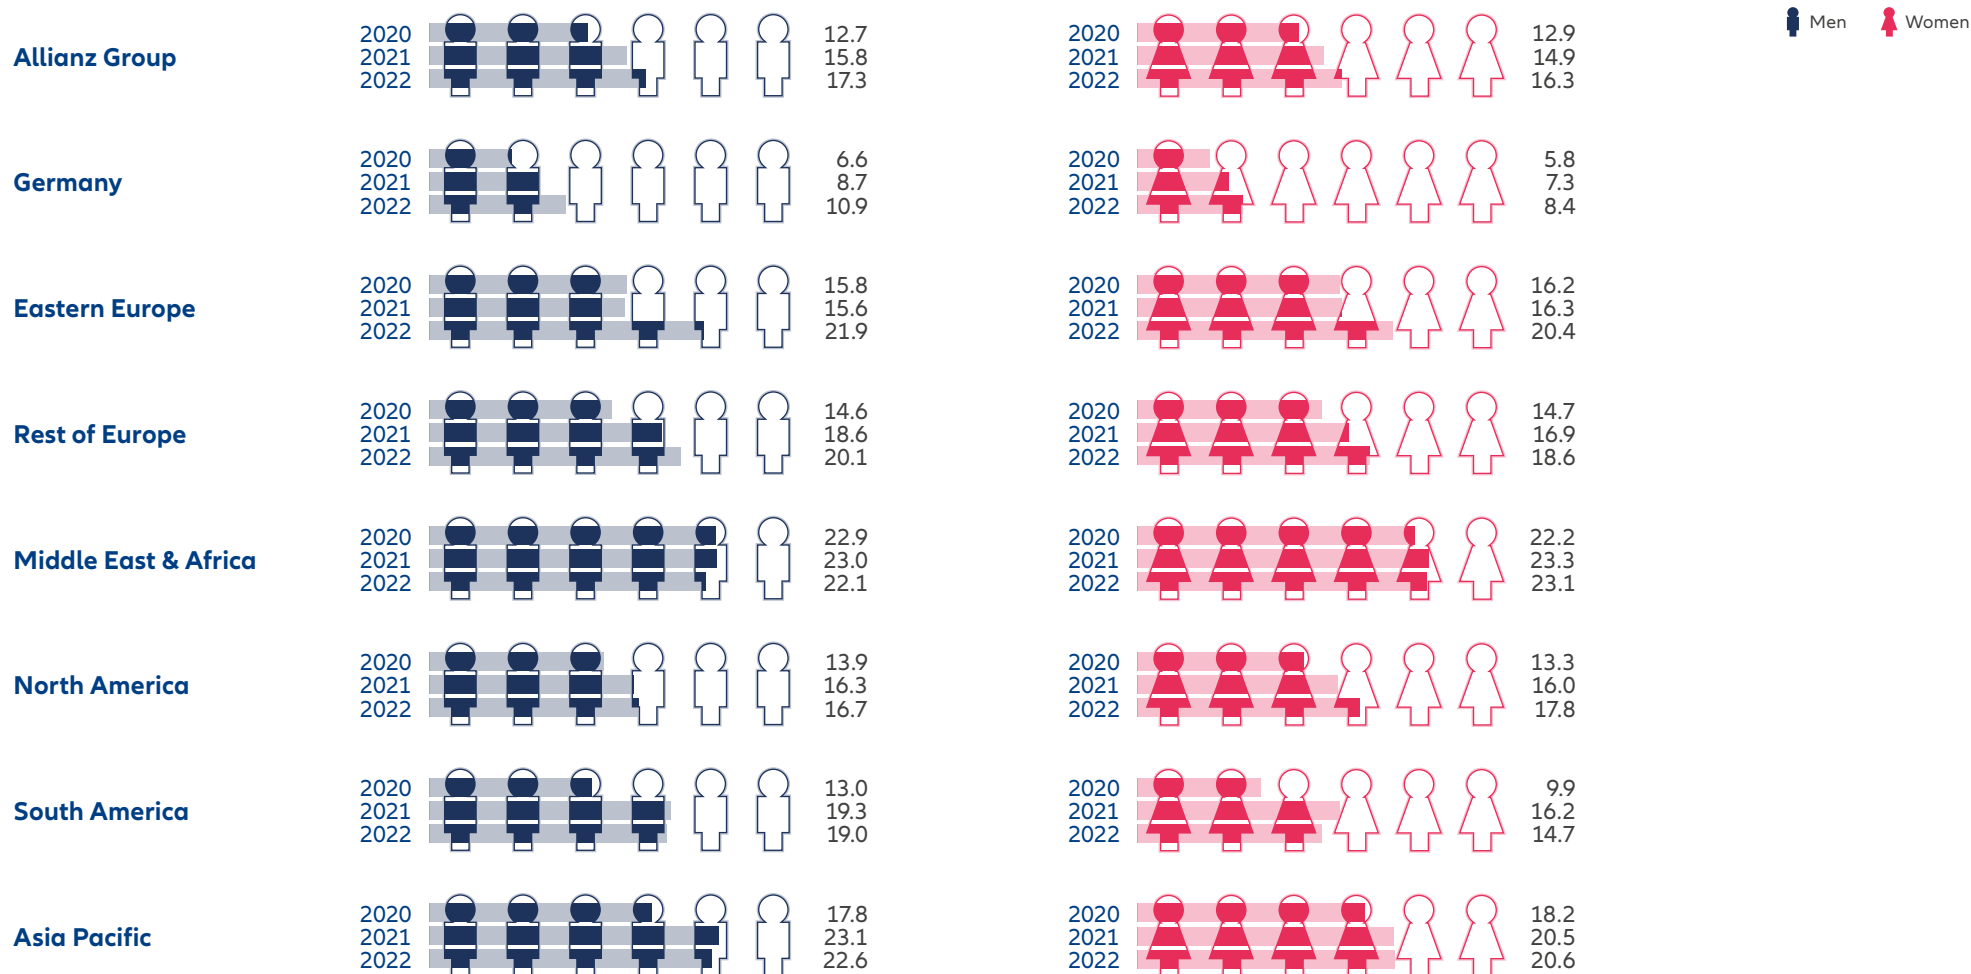 Men Women
Allianz Group
2020 12.7 2020 12.9
2021 15.8 2021 14.9
2022 17.3 2022 16.3
Germany
2020 6.6 2020 5.8
2021 8.7 2021 7.3
2022 10.9 2022 8.4
Eastern Europe
2020 15.8 2020 16.2
2021 15.6 2021 16.3
2022 21.9 2022 20.4
Rest of Europe
2020 14.6 2020 14.7
2021 18.6 2021 16.9
2022 20.1 2022 18.6
Middle East & Africa
2020 22.9 2020 22.2
2021 23.0 2021 23.3
2022 22.1 2022 23.1
North America
2020 13.9 2020 13.3
2021 16.3 2021 16.0
2022 16.7 2022 17.8
South America
2020 13.0 2020 9.9
2021 19.3 2021 16.2
2022 19.0 2022 14.7
Asia Pacific
2020 17.8 2020 18.2
2021 23.1 2021 20.5
2022 22.6 2022 20.6